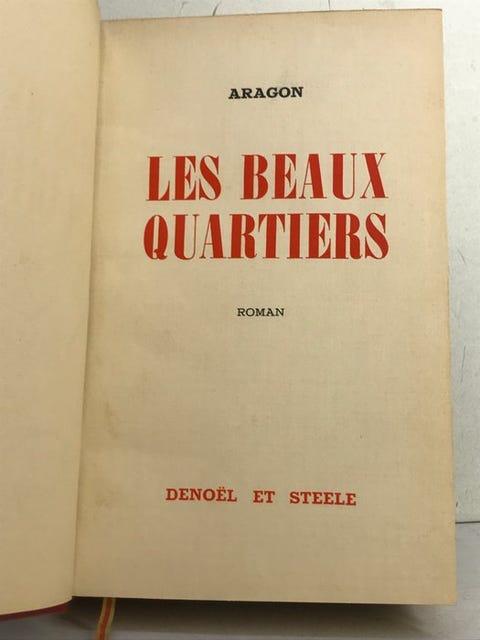 ARAGON
LES BEAUX
QUARTIERS
ROMAN
DENOËL ET STEELE